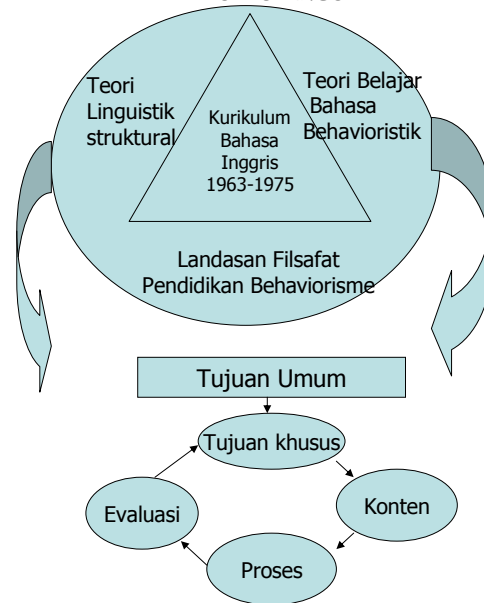 Teori
Linguistik
struktural
Teori Belajar
Bahasa
Behavioristik
Kurikulum
Bahasa
Inggris
1963-1975
Landasan Filsafat
Pendidikan Behaviorisme
Tujuan Umum
Tujuan khusus
Evaluasi
Konten
Proses